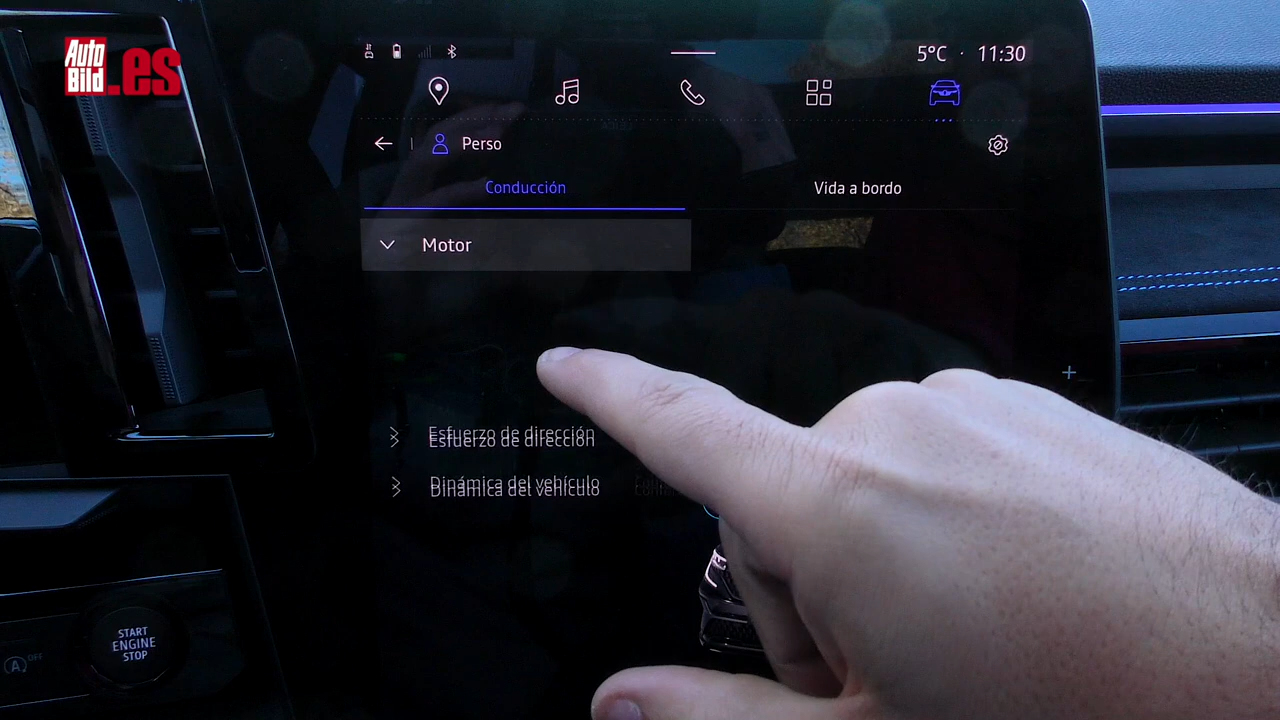 Auto
Bild
.es
5°C · 11:30
Perso
Conducción
Vida a bordo
Motor
Esfuerzo de dirección
Dinámica del vehículo
START
ENGINE
STOP
A OFF